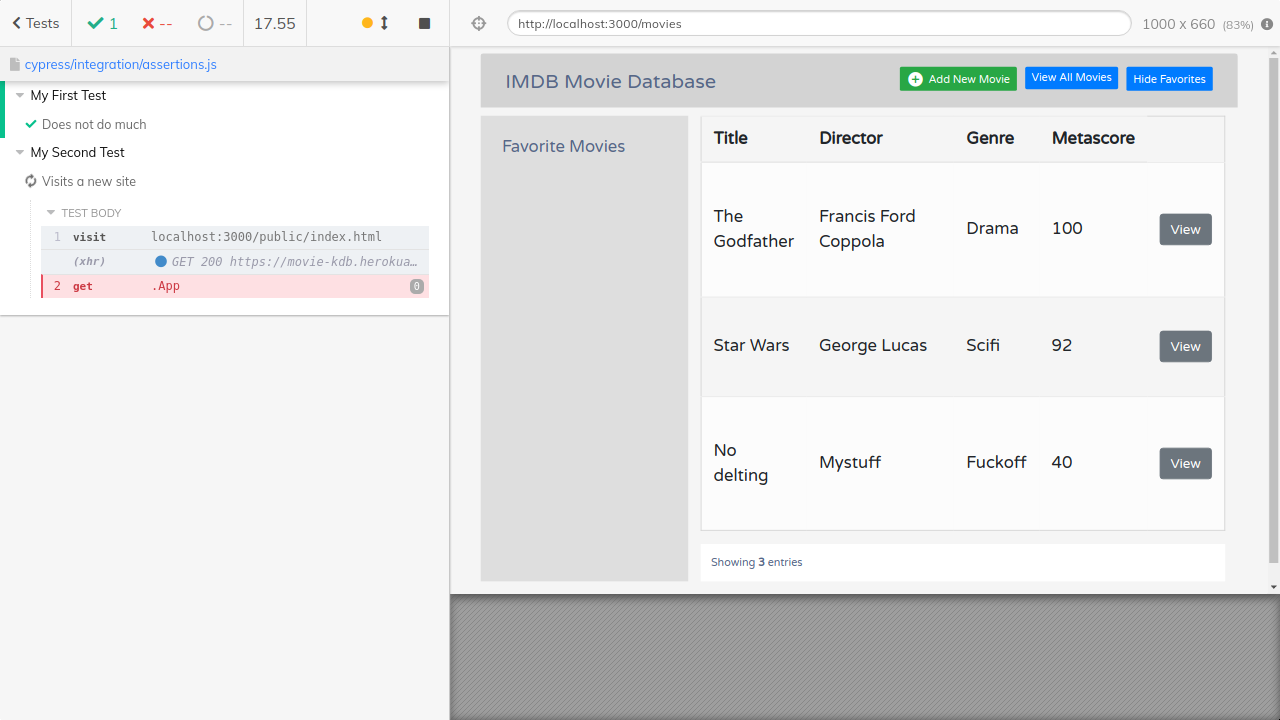 Tests 1 -- -- 17.55
cypress/integration/assertions.js
My First Test
Does not do much
My Second Test
Visits a new site
TEST BODY
1 visit localhost:3000/public/index.html
(xhr) GET 200 https://movie-kdb.herokua…
2 get .App 0
http://localhost:3000/movies 1000 x 660 (83%)
IMDB Movie Database
Add New Movie View All Movies Hide Favorites
Favorite Movies
Title Director Genre Metascore
The Godfather Francis Ford Coppola Drama 100 View
Star Wars George Lucas Scifi 92 View
No delting Mystuff Fuckoff 40 View
Showing 3 entries